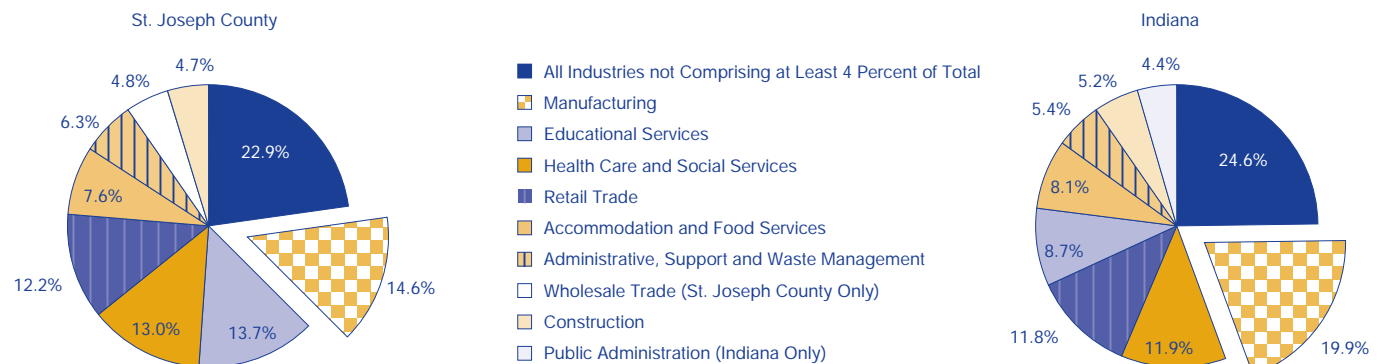 St. Joseph County
4.7%
4.8%
6.3%
22.9%
7.6%
12.2%
14.6%
13.0%
13.7%
All Industries not Comprising at Least 4 Percent of Total
Manufacturing
Educational Services
Health Care and Social Services
Retail Trade
Accommodation and Food Services
Administrative, Support and Waste Management
Wholesale Trade (St. Joseph County Only)
Construction
Public Administration (Indiana Only)
Indiana
4.4%
5.2%
5.4%
24.6%
8.1%
8.7%
11.8%
11.9%
19.9%